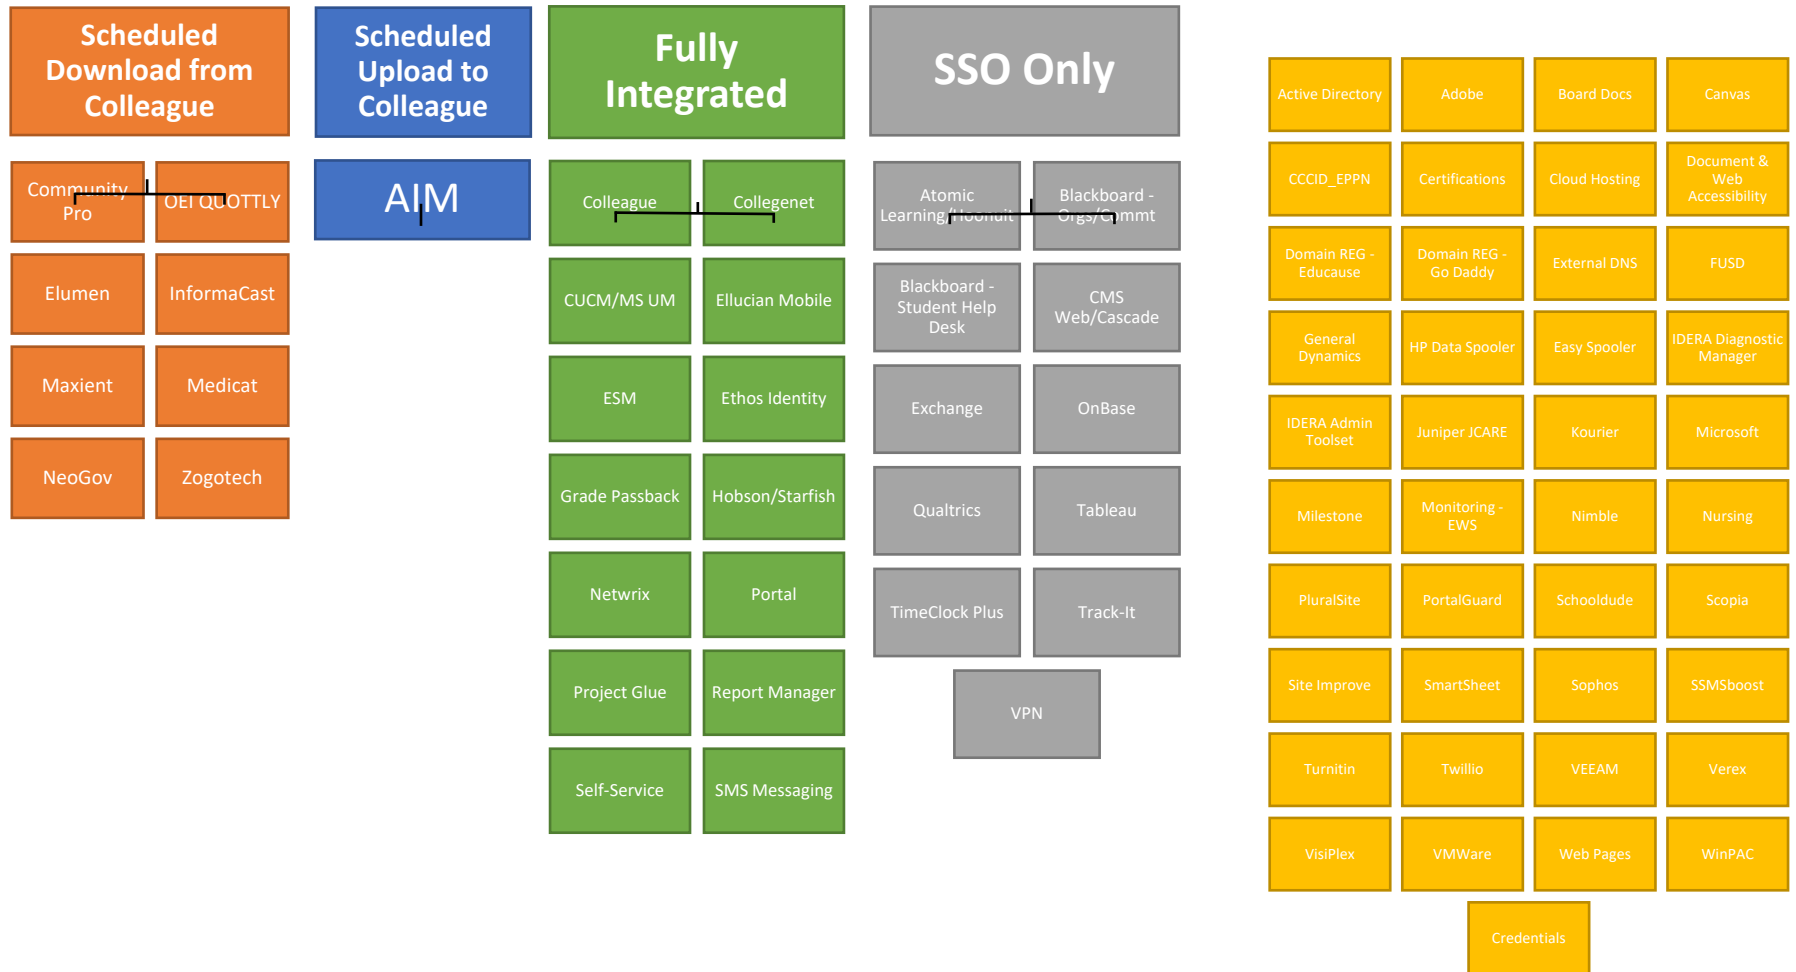 Scheduled
Download from
Colleague
Scheduled
Upload to
Colleague
Fully
Integrated
SSO Only
Community
Pro
OEI QUOTTLY
Elumen
InformaCast
Maxient
Medicat
NeoGov
Zogotech
AIM
Colleague
Collegenet
CUCM/MS UM
Ellucian Mobile
ESM
Ethos Identity
Grade Passback
Hobson/Starfish
Netwrix
Portal
Project Glue
Report Manager
Self-Service
SMS Messaging
Atomic
Learning/Hoonuit
Blackboard -
Orgs/Commt
Blackboard -
Student Help
Desk
CMS
Web/Cascade
Exchange
OnBase
Qualtrics
Tableau
TimeClock Plus
Track-It
VPN
Active Directory
Adobe
Board Docs
Canvas
CCCID_EPPN
Certifications
Cloud Hosting
Document &
Web
Accessibility
Domain REG -
Educause
Domain REG -
Go Daddy
External DNS
FUSD
General
Dynamics
HP Data Spooler
Easy Spooler
IDERA Diagnostic
Manager
IDERA Admin
Toolset
Juniper JCARE
Kourier
Microsoft
Milestone
Monitoring -
EWS
Nimble
Nursing
PluralSite
PortalGuard
Schooldude
Scopia
Site Improve
SmartSheet
Sophos
SSMSboost
Turnitin
Twillio
VEEAM
Verex
VisiPlex
VMWare
Web Pages
WinPAC
Credentials